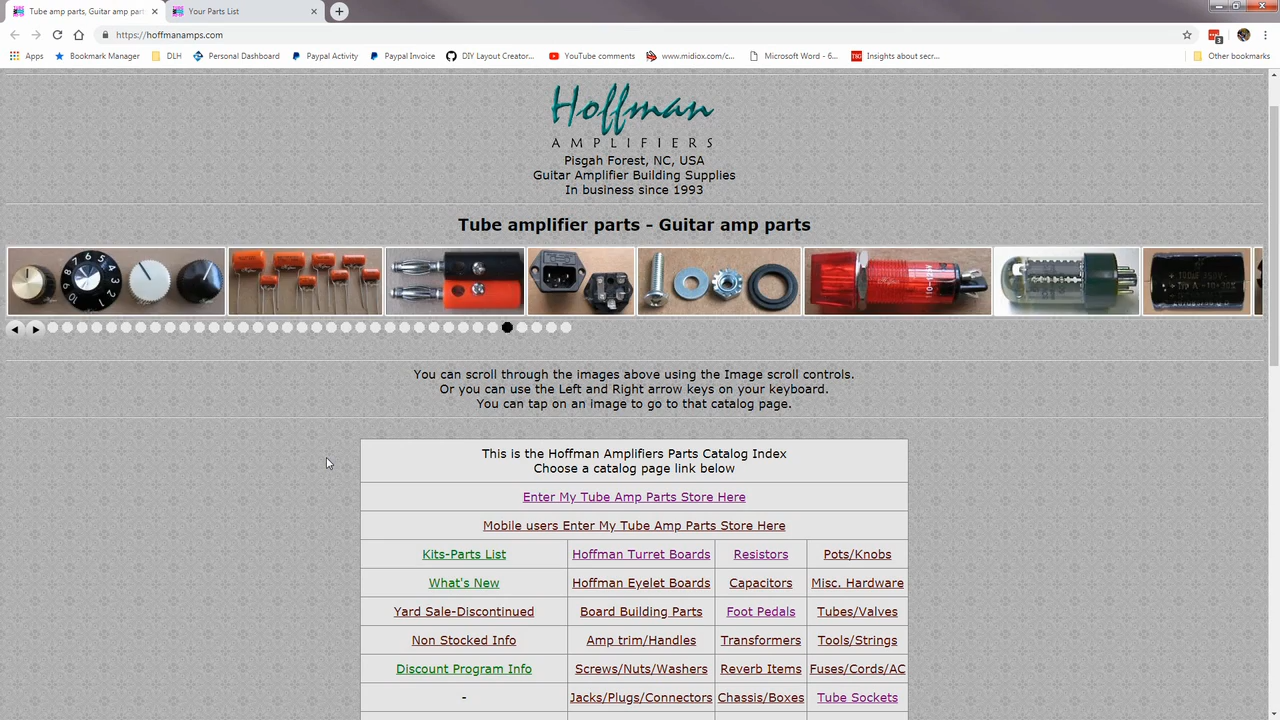 Tube amp parts, Guitar amp par
Your Parts List
https://hoffmanamps.com
3
Apps
Bookmark Manager
DLH
Personal Dashboard
Paypal Activity
Paypal Invoice
DIY Layout Creator...
YouTube comments
www.midiox.com/c...
Microsoft Word - 6...
TSG
Insights about secr...
Other bookmarks
Hoffman
AMPLIFIERS
Pisgah Forest, NC, USA
Guitar Amplifier Building Supplies
In business since 1993
Tube amplifier parts - Guitar amp parts
You can scroll through the images above using the Image scroll controls.
Or you can use the Left and Right arrow keys on your keyboard.
You can tap on an image to go to that catalog page.
This is the Hoffman Amplifiers Parts Catalog Index
Choose a catalog page link below
Enter My Tube Amp Parts Store Here
Mobile users Enter My Tube Amp Parts Store Here
Kits-Parts List Hoffman Turret Boards Resistors Pots/Knobs
What's New Hoffman Eyelet Boards Capacitors Misc. Hardware
Yard Sale-Discontinued Board Building Parts Foot Pedals Tubes/Valves
Non Stocked Info Amp trim/Handles Transformers Tools/Strings
Discount Program Info Screws/Nuts/Washers Reverb Items Fuses/Cords/AC
- Jacks/Plugs/Connectors Chassis/Boxes Tube Sockets